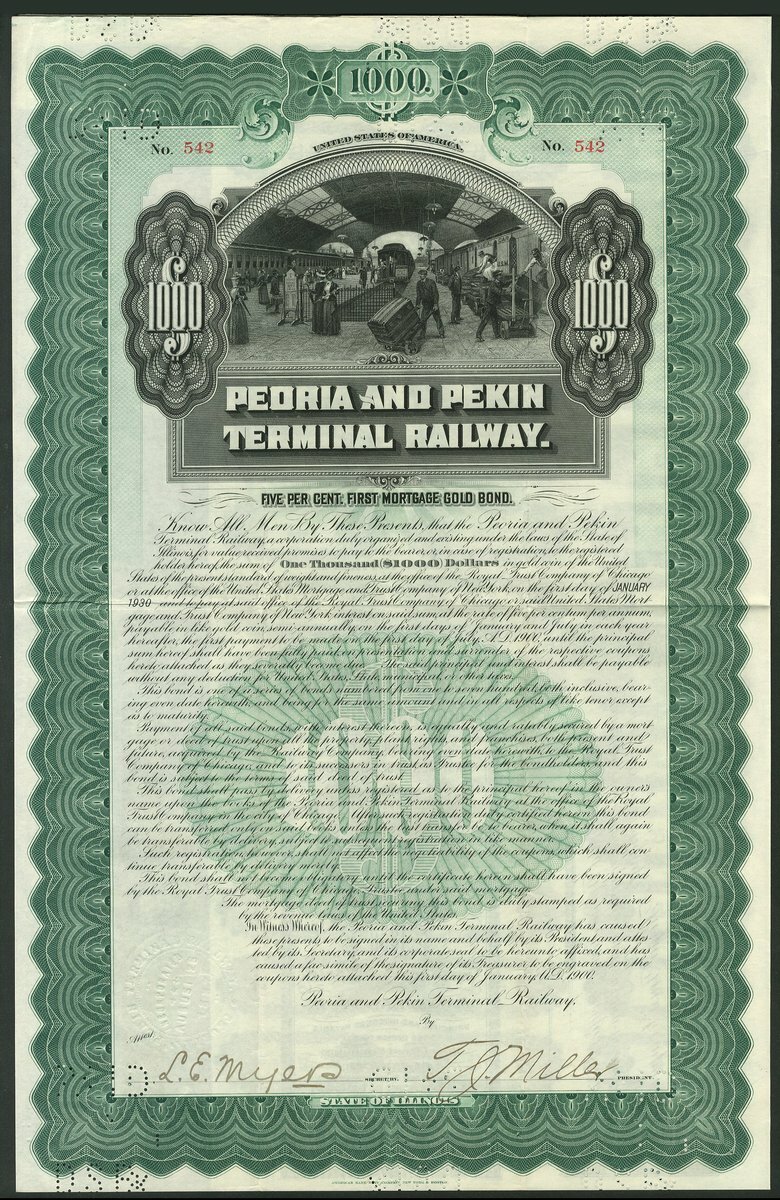 1000.
No. 542
No. 542
UNITED STATES OF AMERICA.
1000
1000
PEORIA AND PEKIN
TERMINAL RAILWAY.
FIVE PER CENT. FIRST MORTGAGE GOLD BOND.
Know All Men By These Presents, that the Peoria and Pekin
Terminal Railway, a corporation duly organized and existing under the laws of the State of
Illinois, for value received promises to pay to the bearer, or, in case of registration, to the registered
holder hereof, the sum of One Thousand ($1000) Dollars in gold coin of the United
States of the present standard of weight and fineness, at the office of the Royal Trust Company of Chicago
or at the office of the United States Mortgage and Trust Company of New York, on the first day of JANUARY
1930 and to pay at said office of the Royal Trust Company of Chicago, or said United States Mort
gage and Trust Company of New York, interest on said sum, at the rate of five per centum per annum,
payable in like gold coin, semi-annually, on the first days of January and July, in each year
hereafter, the first payment to be made on the first day of July, A.D. 1900, until the principal
sum hereof shall have been fully paid, on presentation and surrender of the respective coupons
hereto attached as they severally become due. The said principal and interest shall be payable
without any deduction for United States, State, municipal, or other taxes.
This bond is one of a series of bonds numbered from one to seven hundred, both inclusive, bear-
ing even date herewith, and being for the same amount and in all respects of like tenor except
as to maturity.
Payment of all said bonds, with interest thereon, is equally and ratably secured by a mort
gage or deed of trust upon all the property, plant, rights and franchises, both present and
future, acquired, by the Railway Company, bearing even date herewith, to the Royal Trust
Company of Chicago, and to its successor in trust, as Trustee for the bondholders, and this
bond is subject to the terms of said deed of trust.
This bond shall pass by delivery unless registered as to the principal hereof in the owner's
name upon the books of the Peoria and Pekin Terminal Railway at the office of the Royal
Trust Company in the city of Chicago. After a registration duly certified hereon this bond
can be transferred only on said books, unless the last transfer be to bearer, when it shall again
be transferable by delivery, subject to subsequent registration in like manner.
Such registration, however, shall not affect the negotiability of the coupons, which shall con-
tinue transferable by delivery merely.
This bond shall not become obligatory until the certificate hereon shall have been signed
by the Royal Trust Company of Chicago, Trustee under said mortgage.
The mortgage deed of trust securing this bond is duly stamped as required
by the revenue laws of the United States.
In Witness Whereof, the Peoria and Pekin Terminal Railway has caused
these presents to be signed in its name and behalf by its President and attes-
ted by its Secretary, and its corporate seal to be hereunto affixed, and has
caused a facsimile of the signature of its Treasurer to be engraved on the
coupons hereto attached this first day of January, A.D. 1900.
Peoria and Pekin Terminal Railway,
By
Attest,
L. E. Myers SECRETARY. T. J. Miller PRESIDENT.
STATE OF ILLINOIS
AMERICAN BANK NOTE COMPANY, NEW YORK & BOSTON.